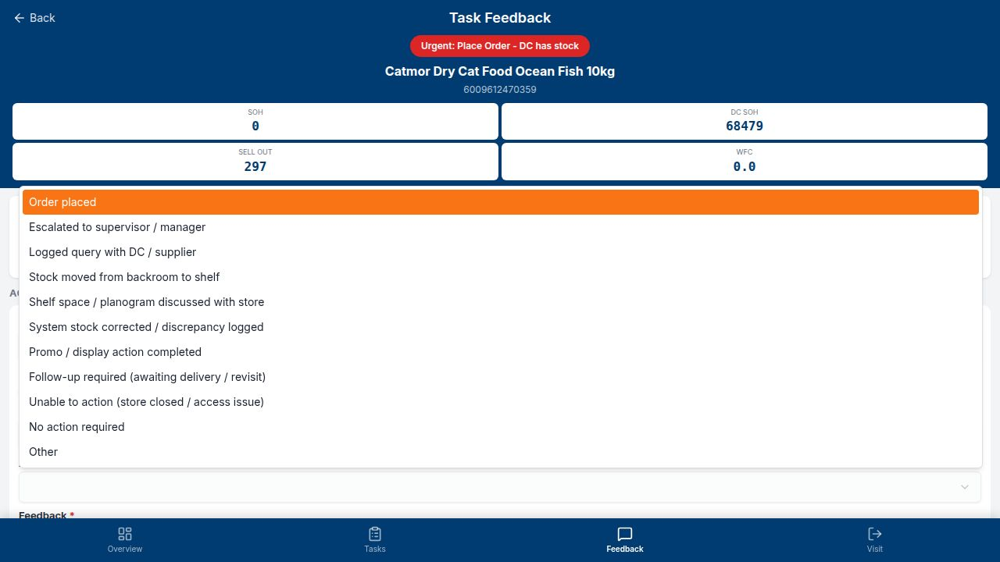 Back
Task Feedback
Urgent: Place Order - DC has stock
Catmor Dry Cat Food Ocean Fish 10kg
6009612470359
SOH
0
DC SOH
68479
SELL OUT
297
WFC
0.0
Order placed
Escalated to supervisor / manager
Logged query with DC / supplier
Stock moved from backroom to shelf
Shelf space / planogram discussed with store
System stock corrected / discrepancy logged
Promo / display action completed
Follow-up required (awaiting delivery / revisit)
Unable to action (store closed / access issue)
No action required
Other
Feedback *
Overview
Tasks
Feedback
Visit